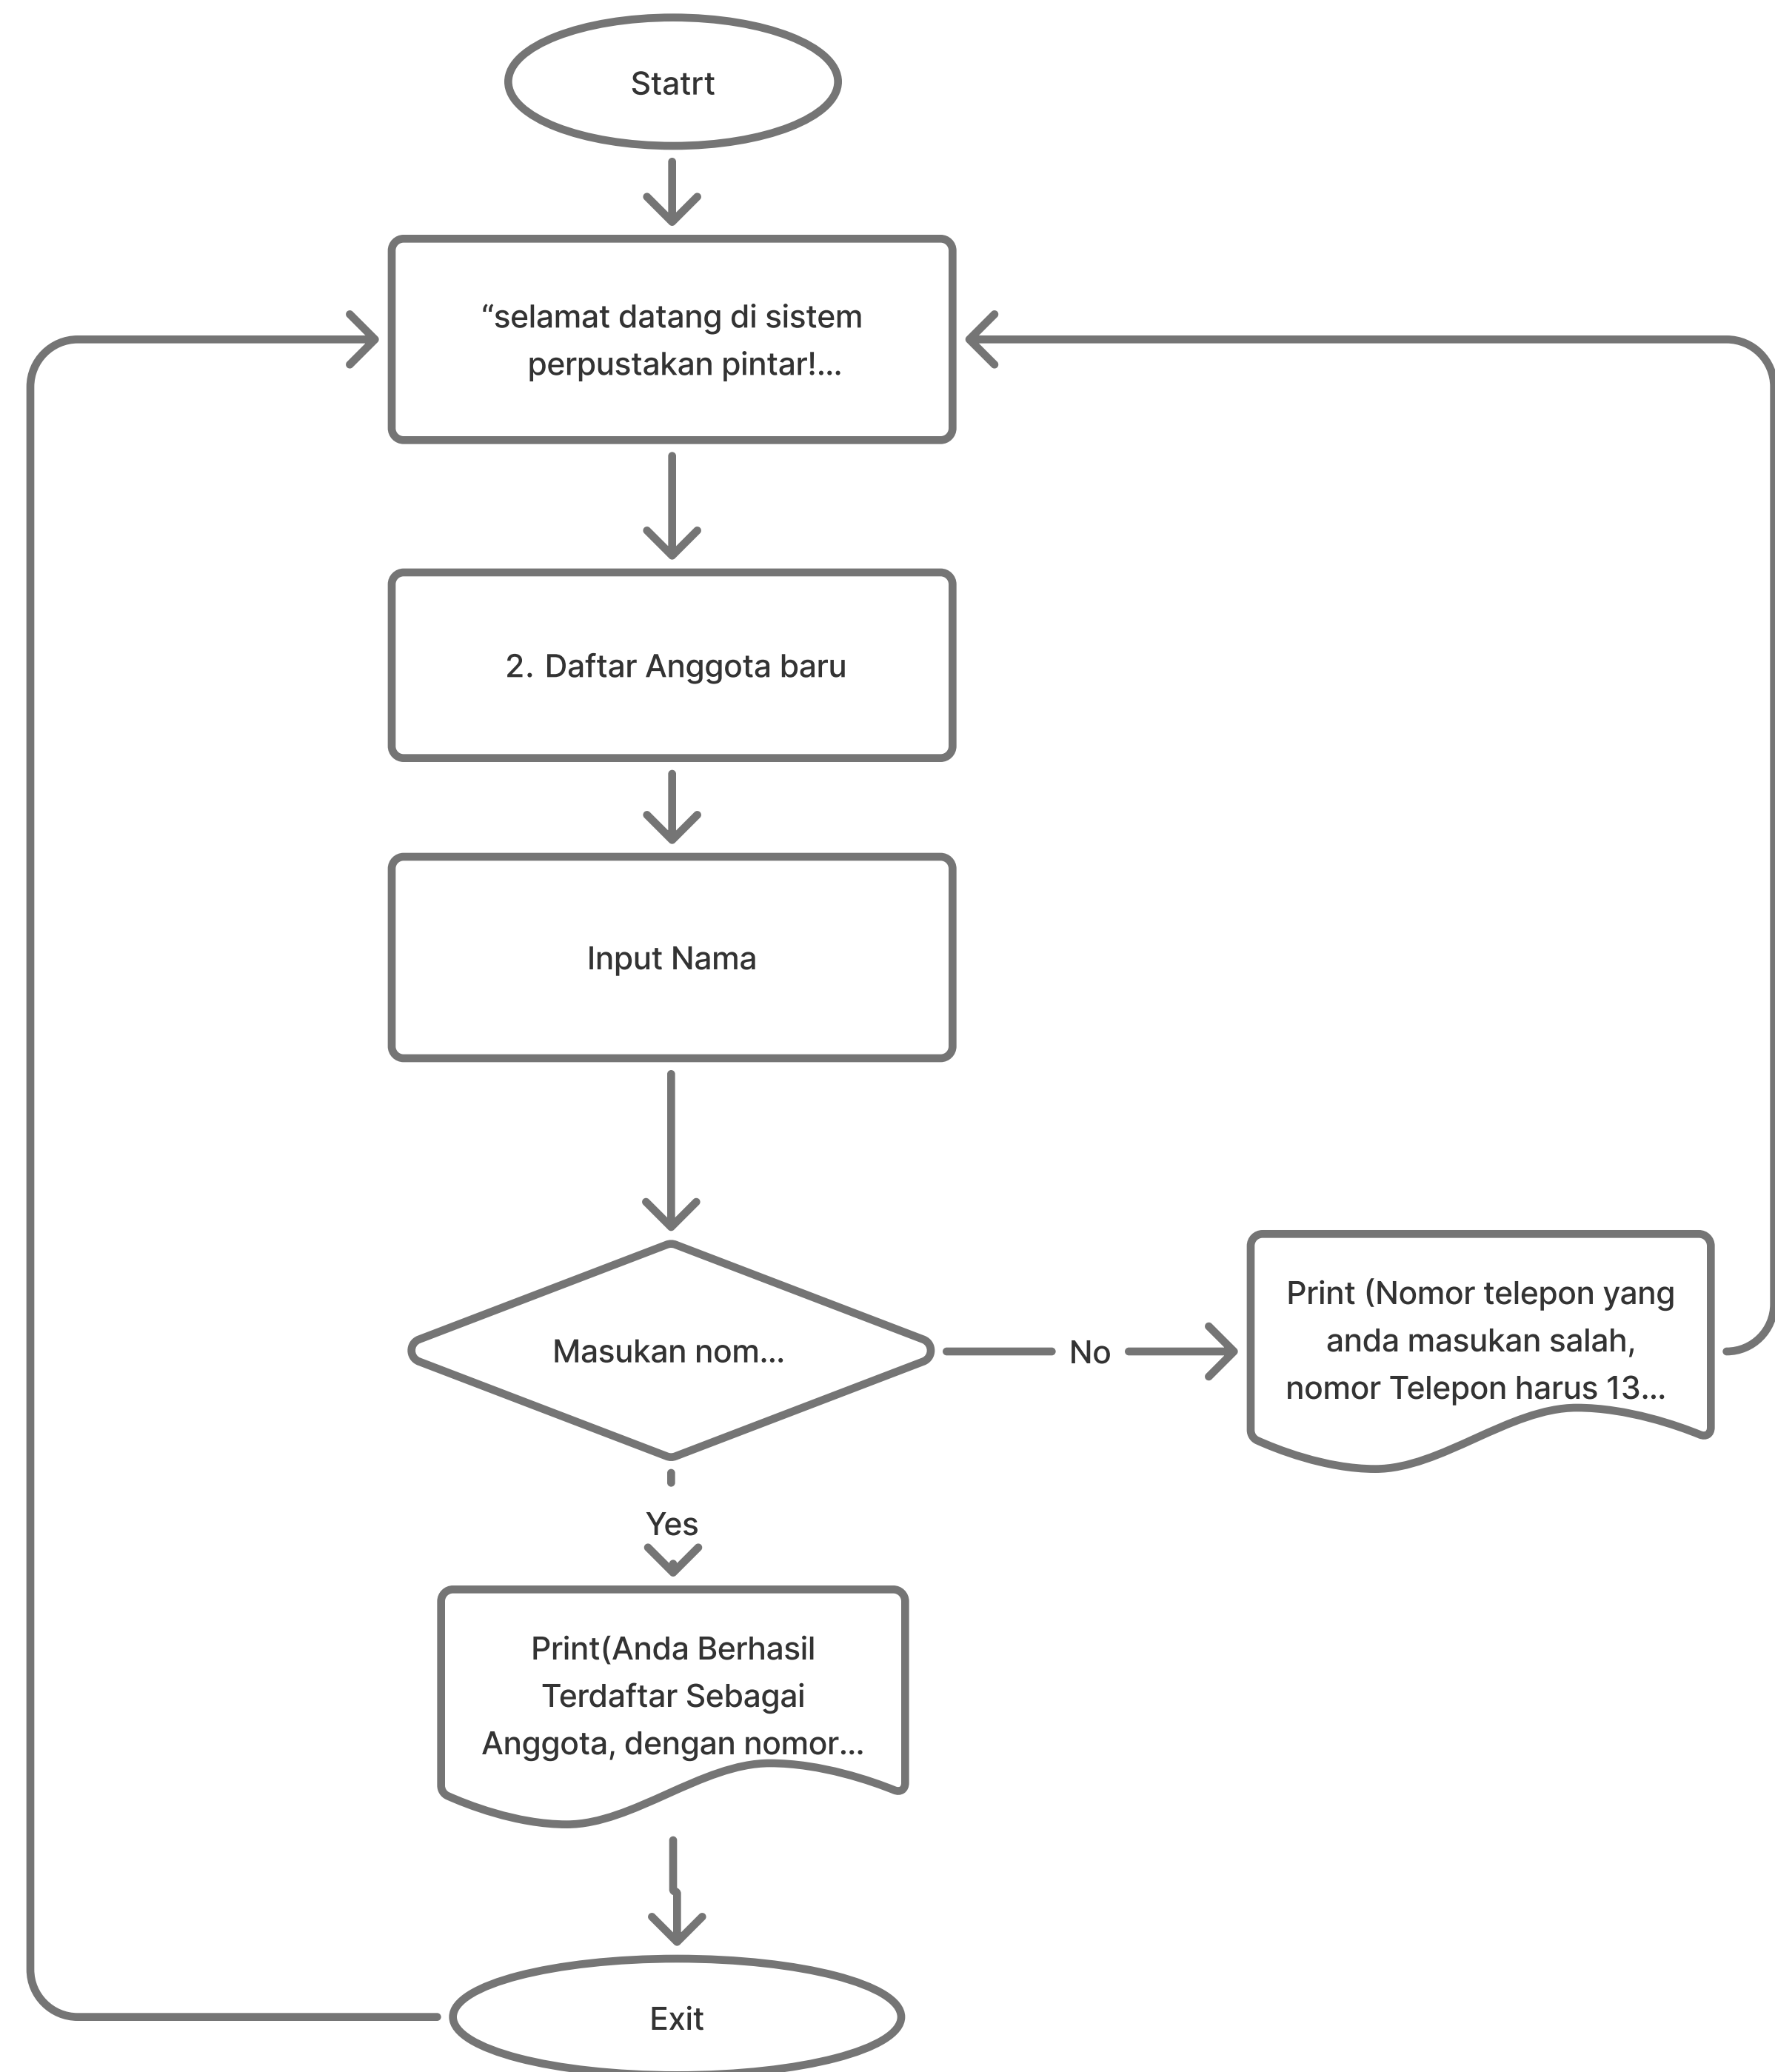 Start
“selamat datang di sistem
perpustakan pintar!...
2. Daftar Anggota baru
Input Nama
Masukan nom...
No
Print (Nomor telepon yang
anda masukan salah,
nomor Telepon harus 13...
Yes
Print(Anda Berhasil
Terdaftar Sebagai
Anggota, dengan nomor...
Exit